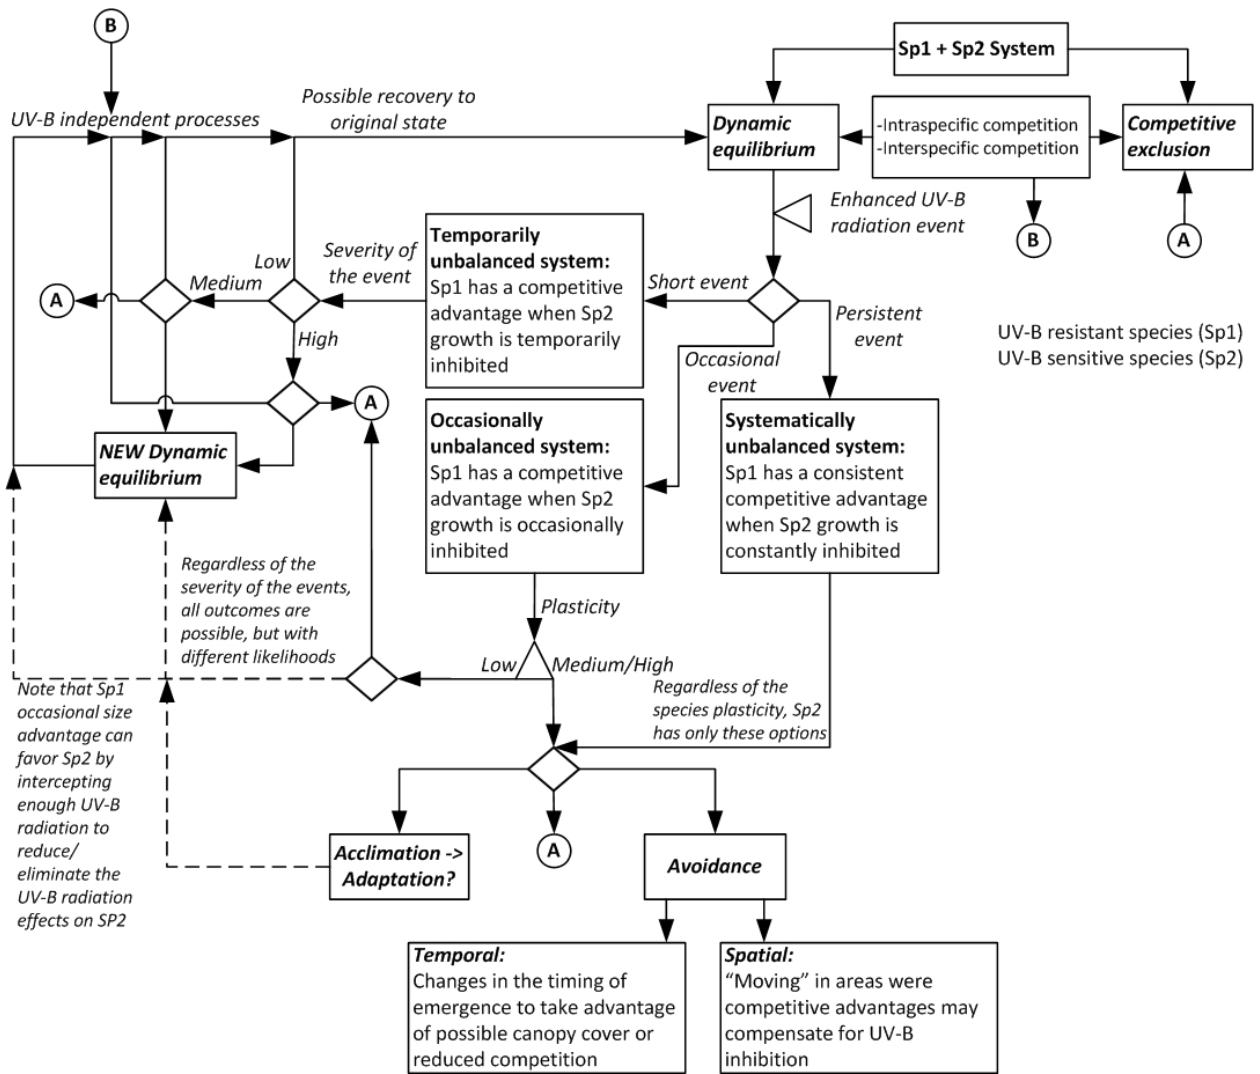 B
Sp1 + Sp2 System
UV-B independent processes
Possible recovery to
original state
Dynamic
equilibrium
-Intraspecific competition
-Interspecific competition
Competitive
exclusion
Enhanced UV-B
radiation event
B
A
Temporarily
unbalanced system:
Sp1 has a competitive
advantage when Sp2
growth is temporarily
inhibited
Severity of
the event
Low
Medium
High
A
Short event
Persistent
event
Occasional
event
UV-B resistant species (Sp1)
UV-B sensitive species (Sp2)
A
NEW Dynamic
equilibrium
Occasionally
unbalanced system:
Sp1 has a competitive
advantage when Sp2
growth is occasionally
inhibited
Systematically
unbalanced system:
Sp1 has a consistent
competitive advantage
when Sp2 growth is
constantly inhibited
Regardless of the
severity of the events,
all outcomes are
possible, but with
different likelihoods
Plasticity
Low
Medium/High
Regardless of the
species plasticity, Sp2
has only these options
Note that Sp1
occasional size
advantage can
favor Sp2 by
intercepting
enough UV-B
radiation to
reduce/
eliminate the
UV-B radiation
effects on SP2
Acclimation ->
Adaptation?
A
Avoidance
Temporal:
Changes in the timing of
emergence to take advantage
of possible canopy cover or
reduced competition
Spatial:
“Moving” in areas were
competitive advantages may
compensate for UV-B
inhibition